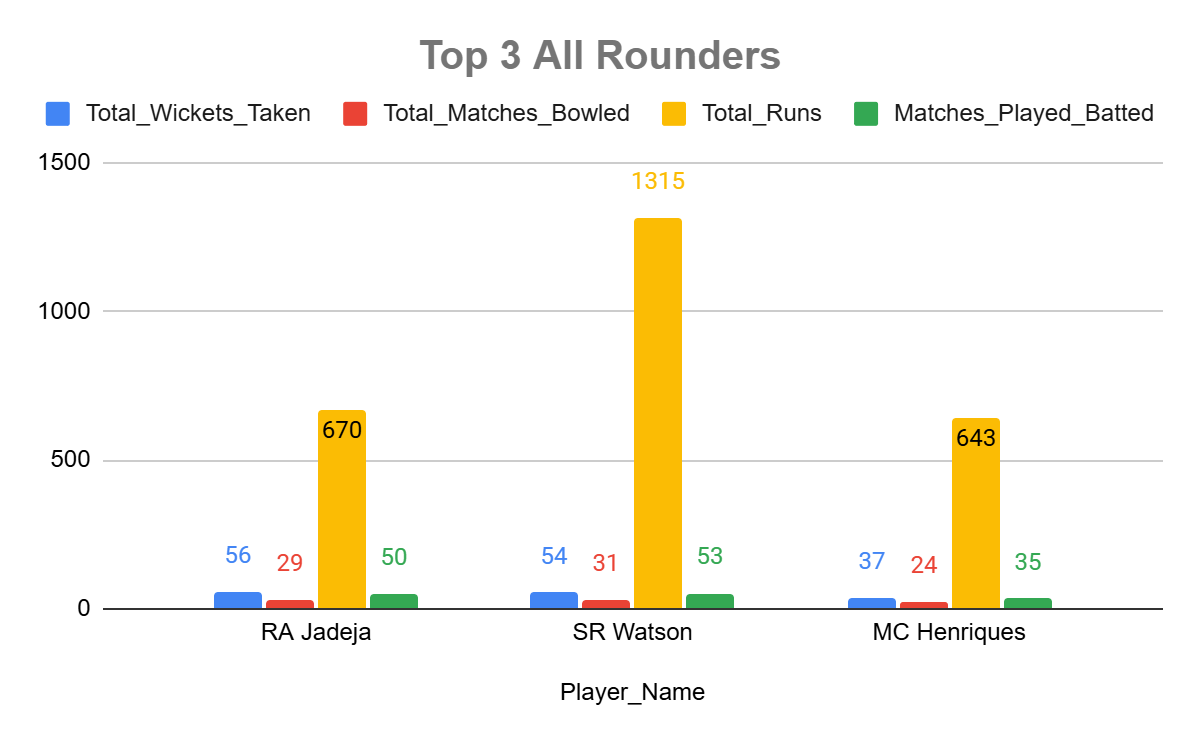 Top 3 All Rounders
Total_Wickets_Taken Total_Matches_Bowled Total_Runs Matches_Played_Batted
1500
1315
1000
670
643
500
56 29 50 54 31 53 37 24 35
0
RA Jadeja SR Watson MC Henriques
Player_Name